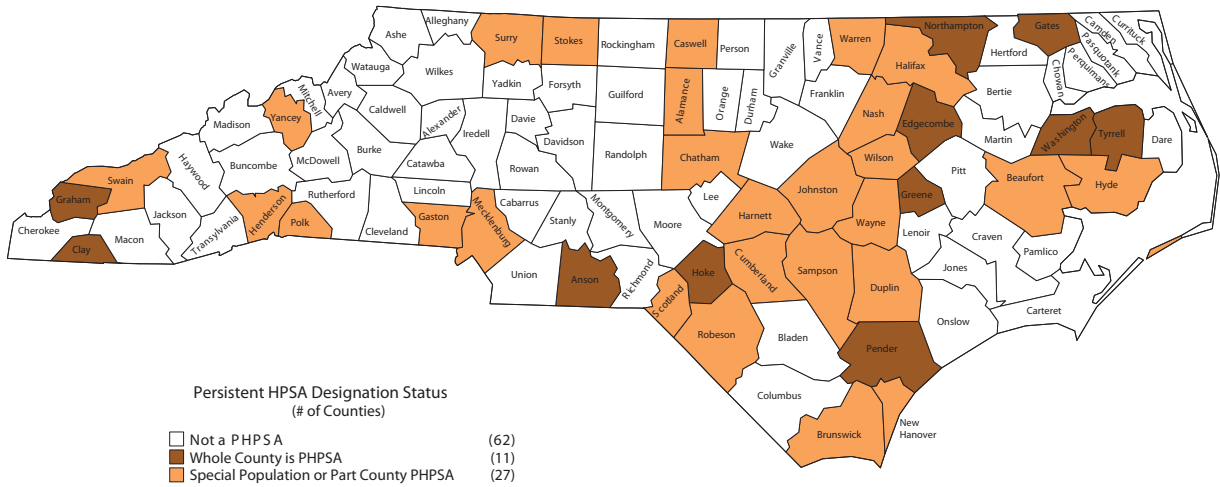 Alleghany
Ashe
Surry
Stokes
Rockingham
Caswell
Person
Granville
Vance
Warren
Northampton
Gates
Camden
Currituck
Pasquotank
Perquimans
Chowan
Hertford
Halifax
Watauga
Wilkes
Yadkin
Forsyth
Guilford
Alamance
Orange
Durham
Franklin
Nash
Edgecombe
Bertie
Martin
Washington
Tyrrell
Dare
Mitchell
Avery
Yancey
Madison
Caldwell
Alexander
Iredell
Davie
Davidson
Randolph
Chatham
Wake
Wilson
Pitt
Beaufort
Hyde
Haywood
Buncombe
McDowell
Burke
Catawba
Rowan
Johnston
Greene
Swain
Graham
Rutherford
Lincoln
Cabarrus
Stanly
Montgomery
Moore
Lee
Harnett
Wayne
Lenoir
Craven
Pamlico
Cherokee
Clay
Macon
Jackson
Transylvania
Henderson
Polk
Cleveland
Gaston
Mecklenburg
Union
Anson
Richmond
Scotland
Hoke
Cumberland
Sampson
Duplin
Jones
Onslow
Carteret
Robeson
Bladen
Pender
Columbus
Brunswick
New
Hanover
Persistent HPSA Designation Status
(# of Counties)
Not a PHPSA (62)
Whole County is PHPSA (11)
Special Population or Part County PHPSA (27)